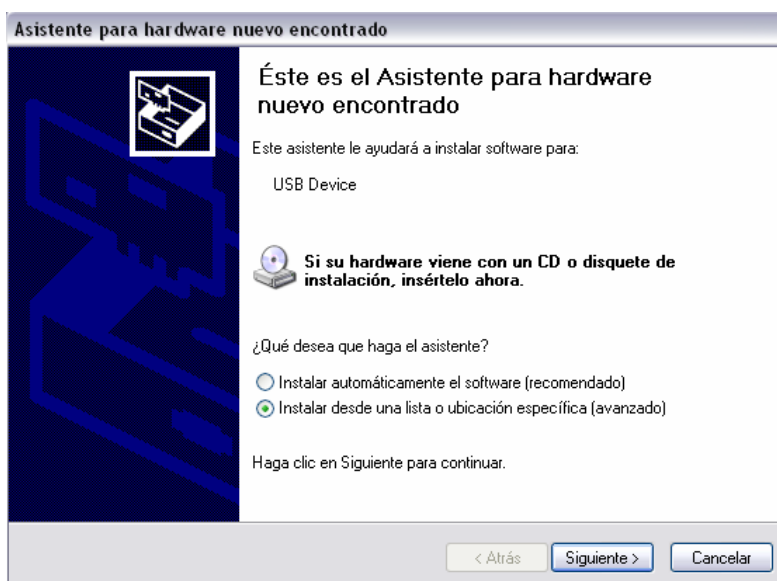 Asistente para hardware nuevo encontrado
Éste es el Asistente para hardware
nuevo encontrado
Este asistente le ayudará a instalar software para:
USB Device
Si su hardware viene con un CD o disquete de
instalación, insértelo ahora.
¿Qué desea que haga el asistente?
Instalar automáticamente el software (recomendado)
Instalar desde una lista o ubicación específica (avanzado)
Haga clic en Siguiente para continuar.
< Atrás Siguiente > Cancelar